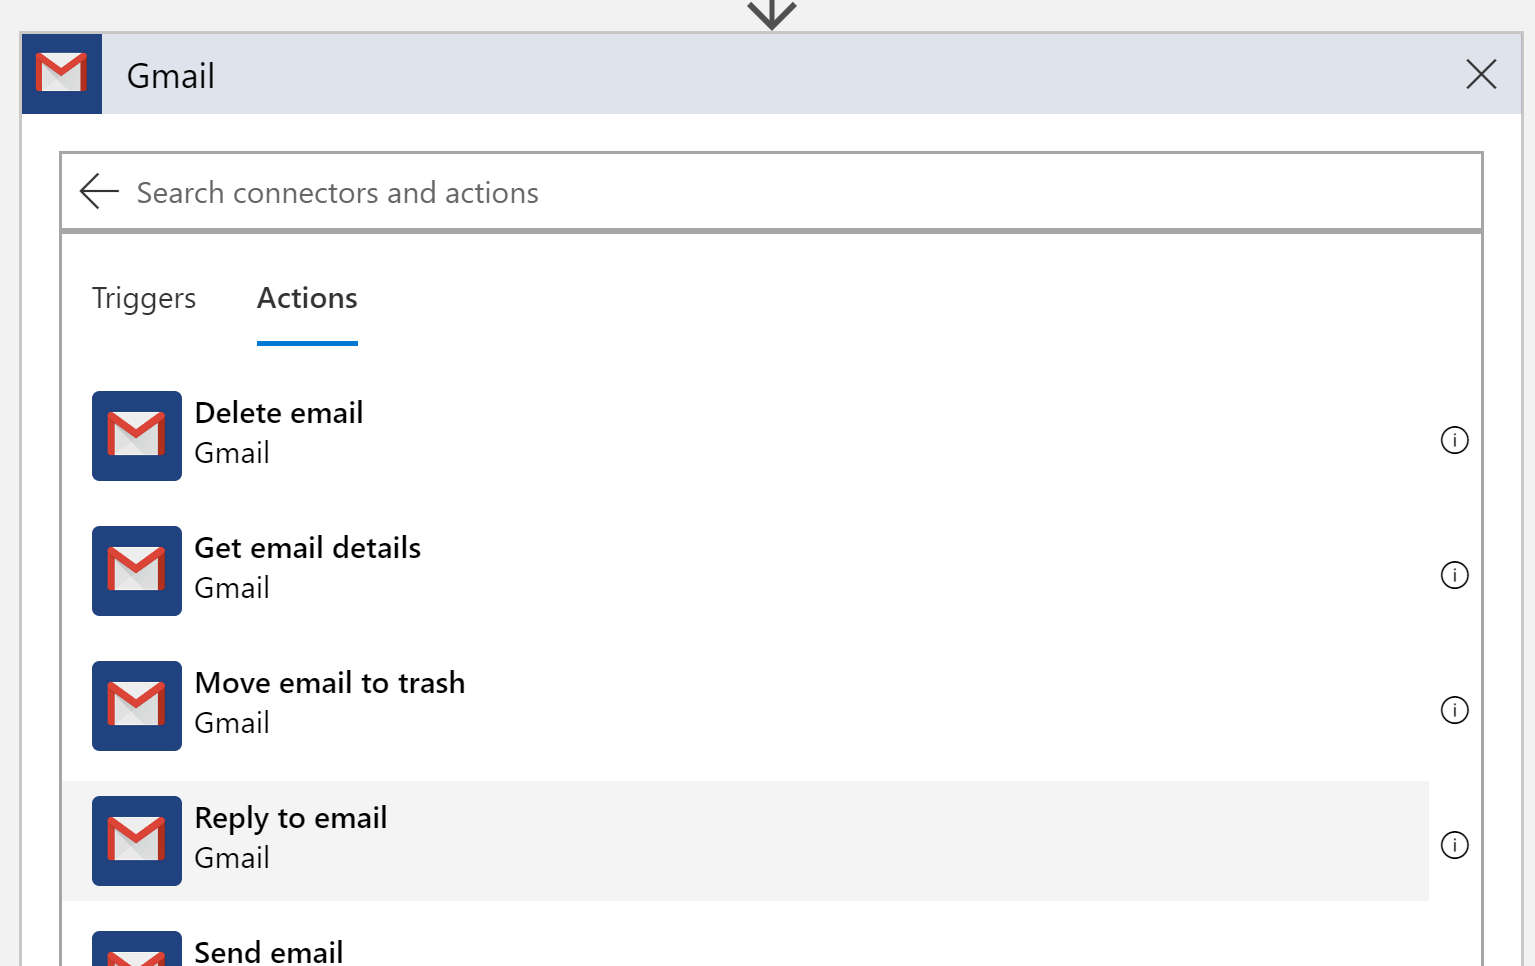 Gmail
Search connectors and actions
Triggers Actions
Delete email
Gmail
Get email details
Gmail
Move email to trash
Gmail
Reply to email
Gmail
Send email